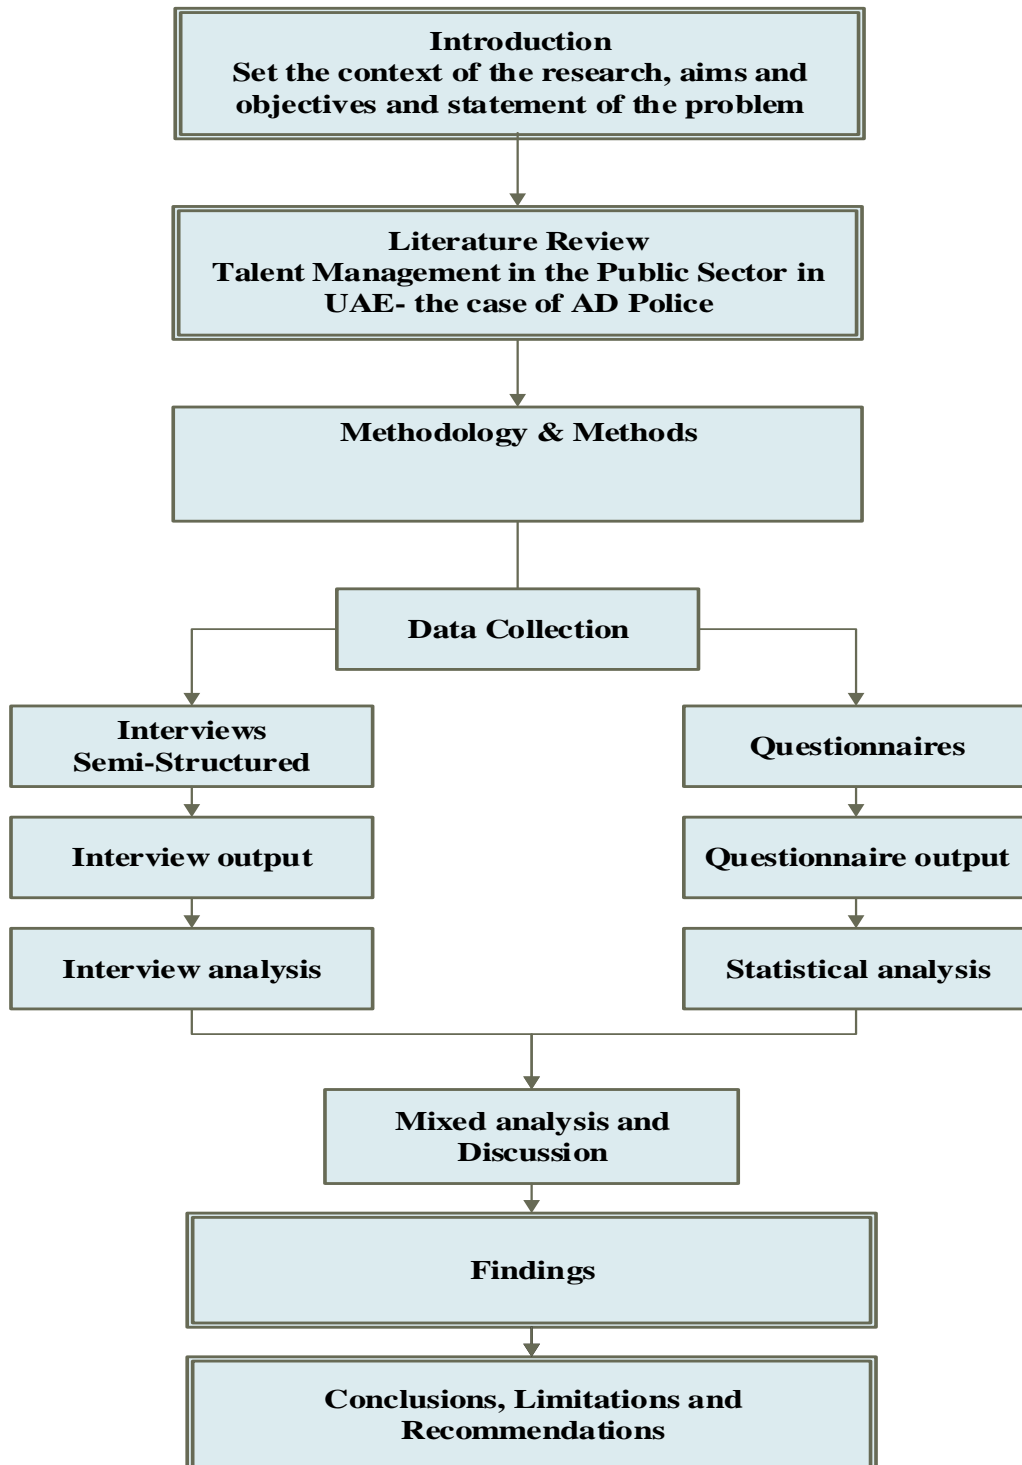 Introduction
Set the context of the research, aims and
objectives and statement of the problem
Literature Review
Talent Management in the Public Sector in
UAE- the case of AD Police
Methodology & Methods
Data Collection
Interviews
Semi-Structured
Questionnaires
Interview output
Questionnaire output
Interview analysis
Statistical analysis
Mixed analysis and
Discussion
Findings
Conclusions, Limitations and
Recommendations